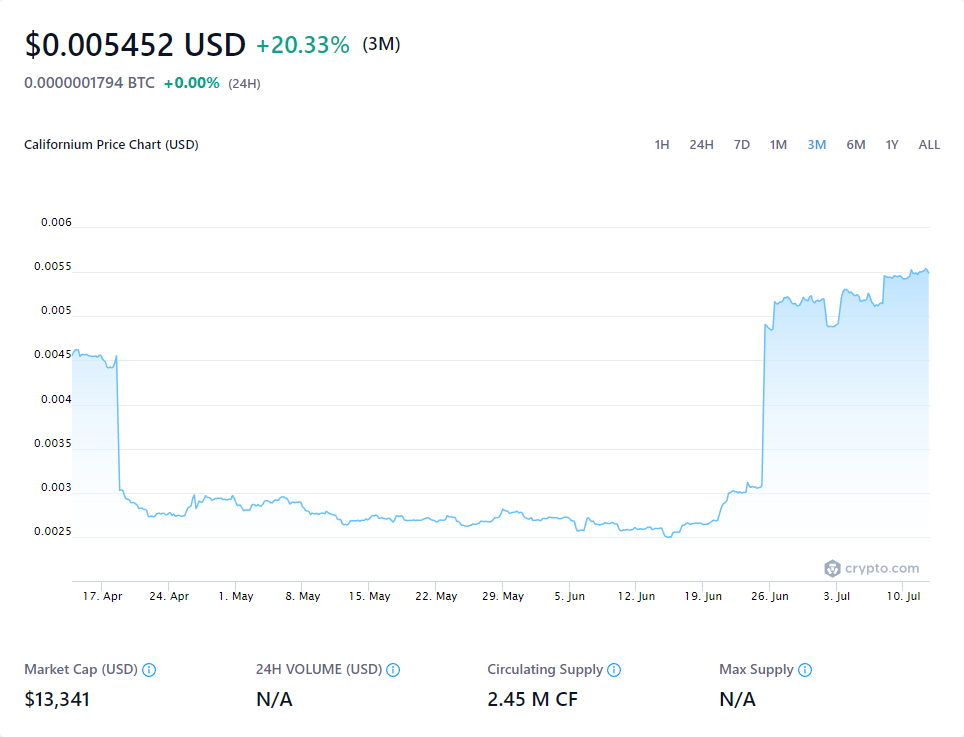 $0.005452 USD +20.33% (3M)
0.0000001794 BTC +0.00% (24H)
Californium Price Chart (USD) 1H 24H 7D 1M 3M 6M 1Y ALL
0.006
0.0055
0.005
0.0045
0.004
0.0035
0.003
0.0025
crypto.com
17. Apr 24. Apr 1. May 8. May 15. May 22. May 29. May 5. Jun 12. Jun 19. Jun 26. Jun 3. Jul 10. Jul
Market Cap (USD) 24H VOLUME (USD) Circulating Supply Max Supply
$13,341 N/A 2.45 M CF N/A